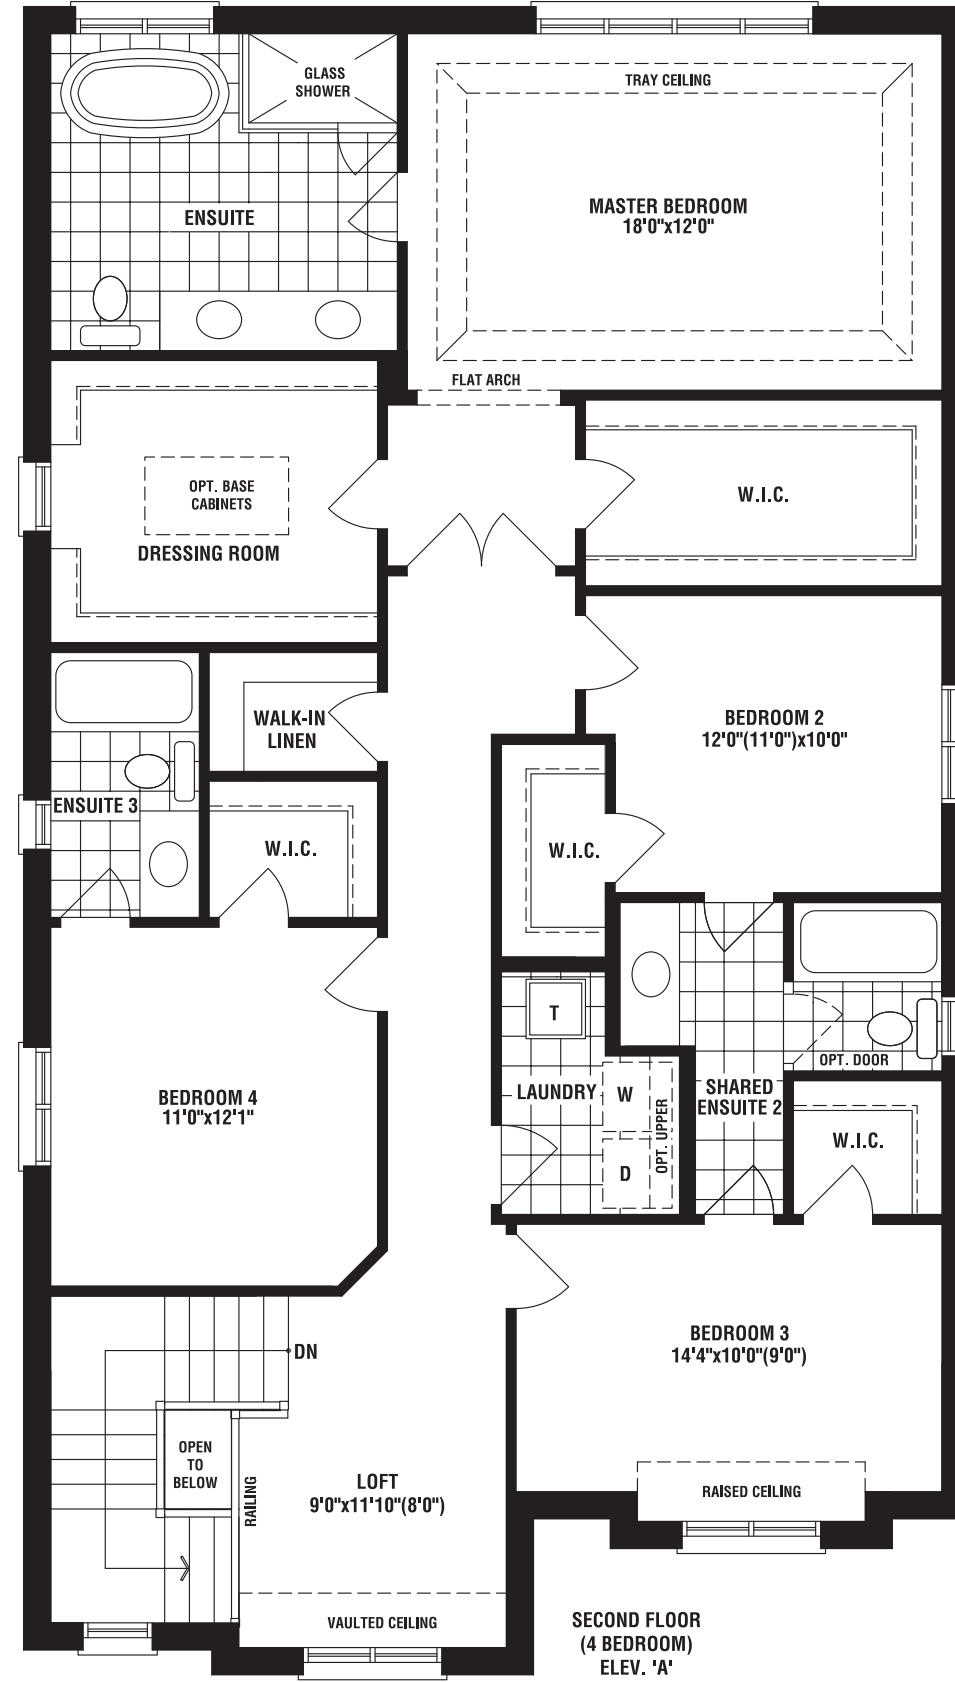 GLASS
SHOWER
TRAY CEILING
ENSUITE
MASTER BEDROOM
18'0"x12'0"
FLAT ARCH
OPT. BASE
CABINETS
DRESSING ROOM
W.I.C.
WALK-IN
LINEN
BEDROOM 2
12'0"(11'0")x10'0"
ENSUITE 3
W.I.C.
W.I.C.
T
OPT. DOOR
LAUNDRY
W
D
OPT. UPPER
SHARED
ENSUITE 2
W.I.C.
BEDROOM 4
11'0"x12'1"
DN
BEDROOM 3
14'4"x10'0"(9'0")
OPEN
TO
BELOW
RAILING
LOFT
9'0"x11'10"(8'0")
RAISED CEILING
VAULTED CEILING
SECOND FLOOR
(4 BEDROOM)
ELEV. 'A'